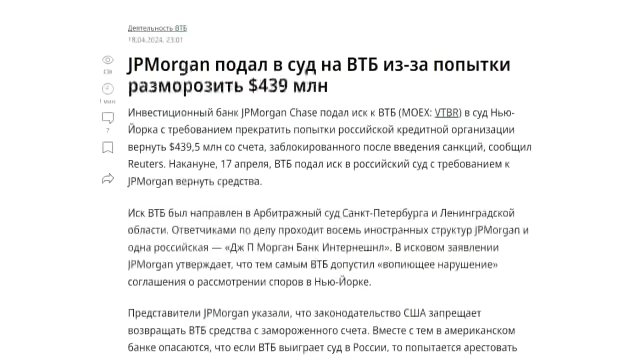 Деятельность ВТБ
18.04.2024, 23:01
JPMorgan подал в суд на ВТБ из-за попытки
разморозить $439 млн
1 мин
7
Инвестиционный банк JPMorgan Chase подал иск к ВТБ (MOEX: VTBR) в суд Нью-
Йорка с требованием прекратить попытки российской кредитной организации
вернуть $439,5 млн со счета, заблокированного после введения санкций, сообщил
Reuters. Накануне, 17 апреля, ВТБ подал иск в российский суд с требованием к
JPMorgan вернуть средства.
Иск ВТБ был направлен в Арбитражный суд Санкт-Петербурга и Ленинградской
области. Ответчиками по делу проходит восемь иностранных структур JPMorgan и
одна российская — «Дж П Морган Банк Интернешнл». В исковом заявлении
JPMorgan утверждает, что тем самым ВТБ допустил «вопиющее нарушение»
соглашения о рассмотрении споров в Нью-Йорке.
Представители JPMorgan указали, что законодательство США запрещает
возвращать ВТБ средства с замороженного счета. Вместе с тем в американском
банке опасаются, что если ВТБ выиграет суд в России, то попытается арестовать